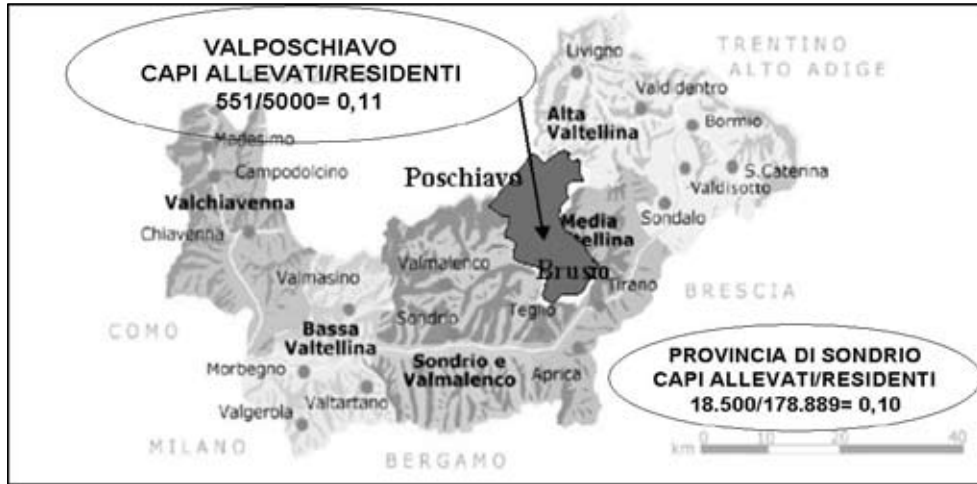 VALPOSCHIAVO
CAPI ALLEVATI/RESIDENTI
551/5000= 0,11
TRENTINO
ALTO ADIGE
Livigno
Valdidentro
Alta
Valtellina
Bormio
Madesimo
Campodolcino
Poschiavo
S.Catenna
Valdisotto
Valchiavenna
Chiavenna
Media
Sondalo
Valmasino
Valmalenco
Brusio
Tirano
BRESCIA
COMO
Bassa
Valtellina
Sondrio
Teglio
Morbegno
Sondrio e
Valmalenco
Aprica
PROVINCIA DI SONDRIO
CAPI ALLEVATI/RESIDENTI
18.500/178.889= 0,10
Valgerola
Valtartano
MILANO
BERGAMO
km
0 10 20 40